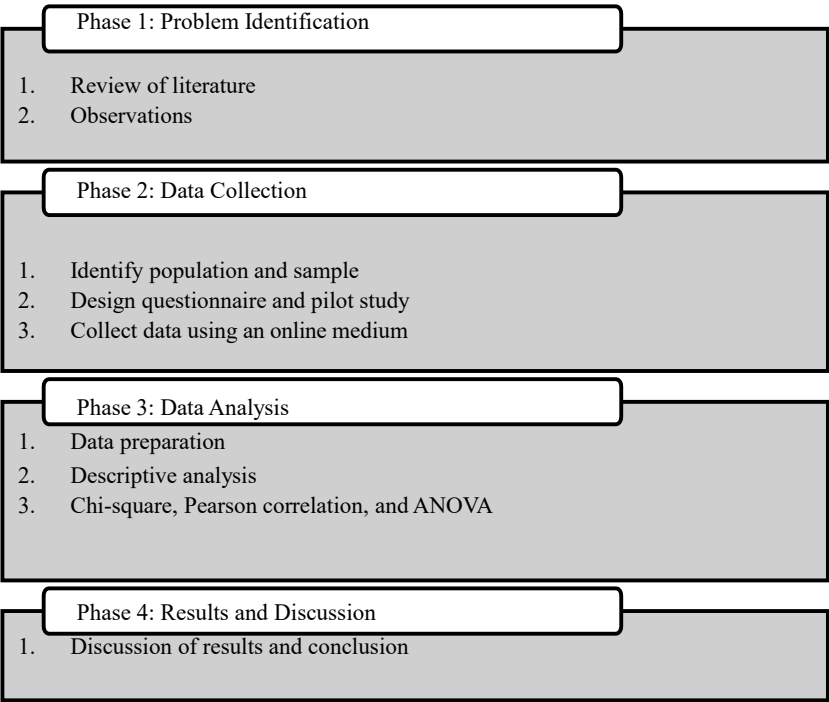 Phase 1: Problem Identification
1. Review of literature
2. Observations
Phase 2: Data Collection
1. Identify population and sample
2. Design questionnaire and pilot study
3. Collect data using an online medium
Phase 3: Data Analysis
1. Data preparation
2. Descriptive analysis
3. Chi-square, Pearson correlation, and ANOVA
Phase 4: Results and Discussion
1. Discussion of results and conclusion